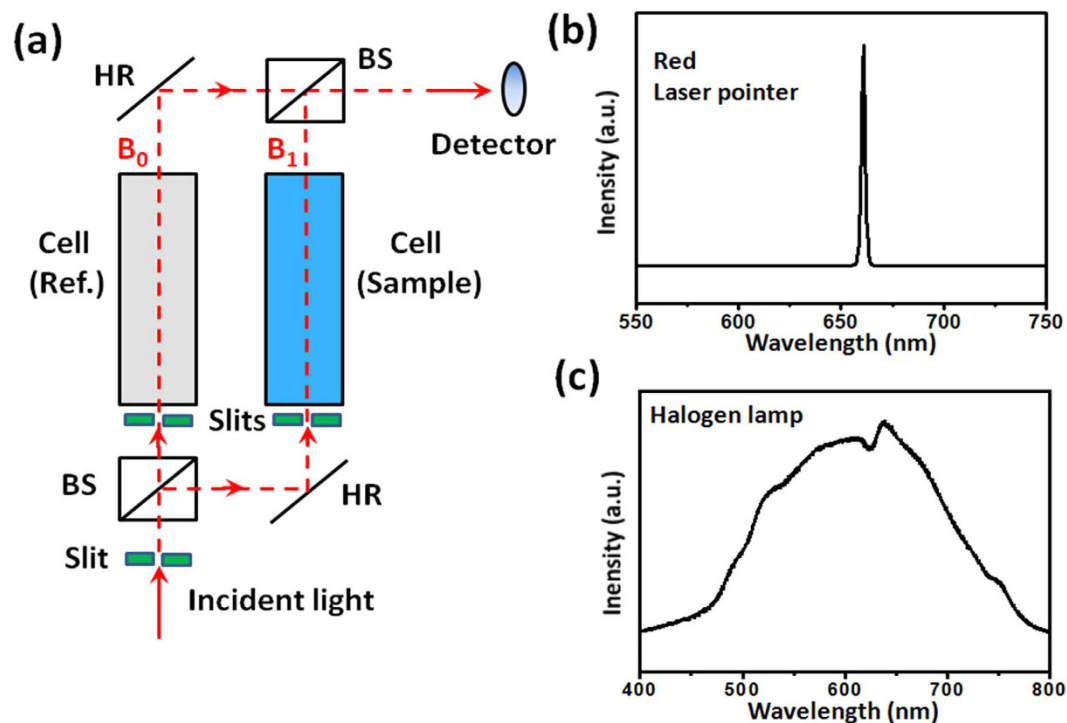 (a)
HR
BS
B0
B1
Detector
Cell
(Ref.)
Cell
(Sample)
Slits
BS
HR
Slit
Incident light
(b)
Red
Laser pointer
Inensity (a.u.)
550 600 650 700 750
Wavelength (nm)
(c)
Halogen lamp
Inensity (a.u.)
400 500 600 700 800
Wavelength (nm)